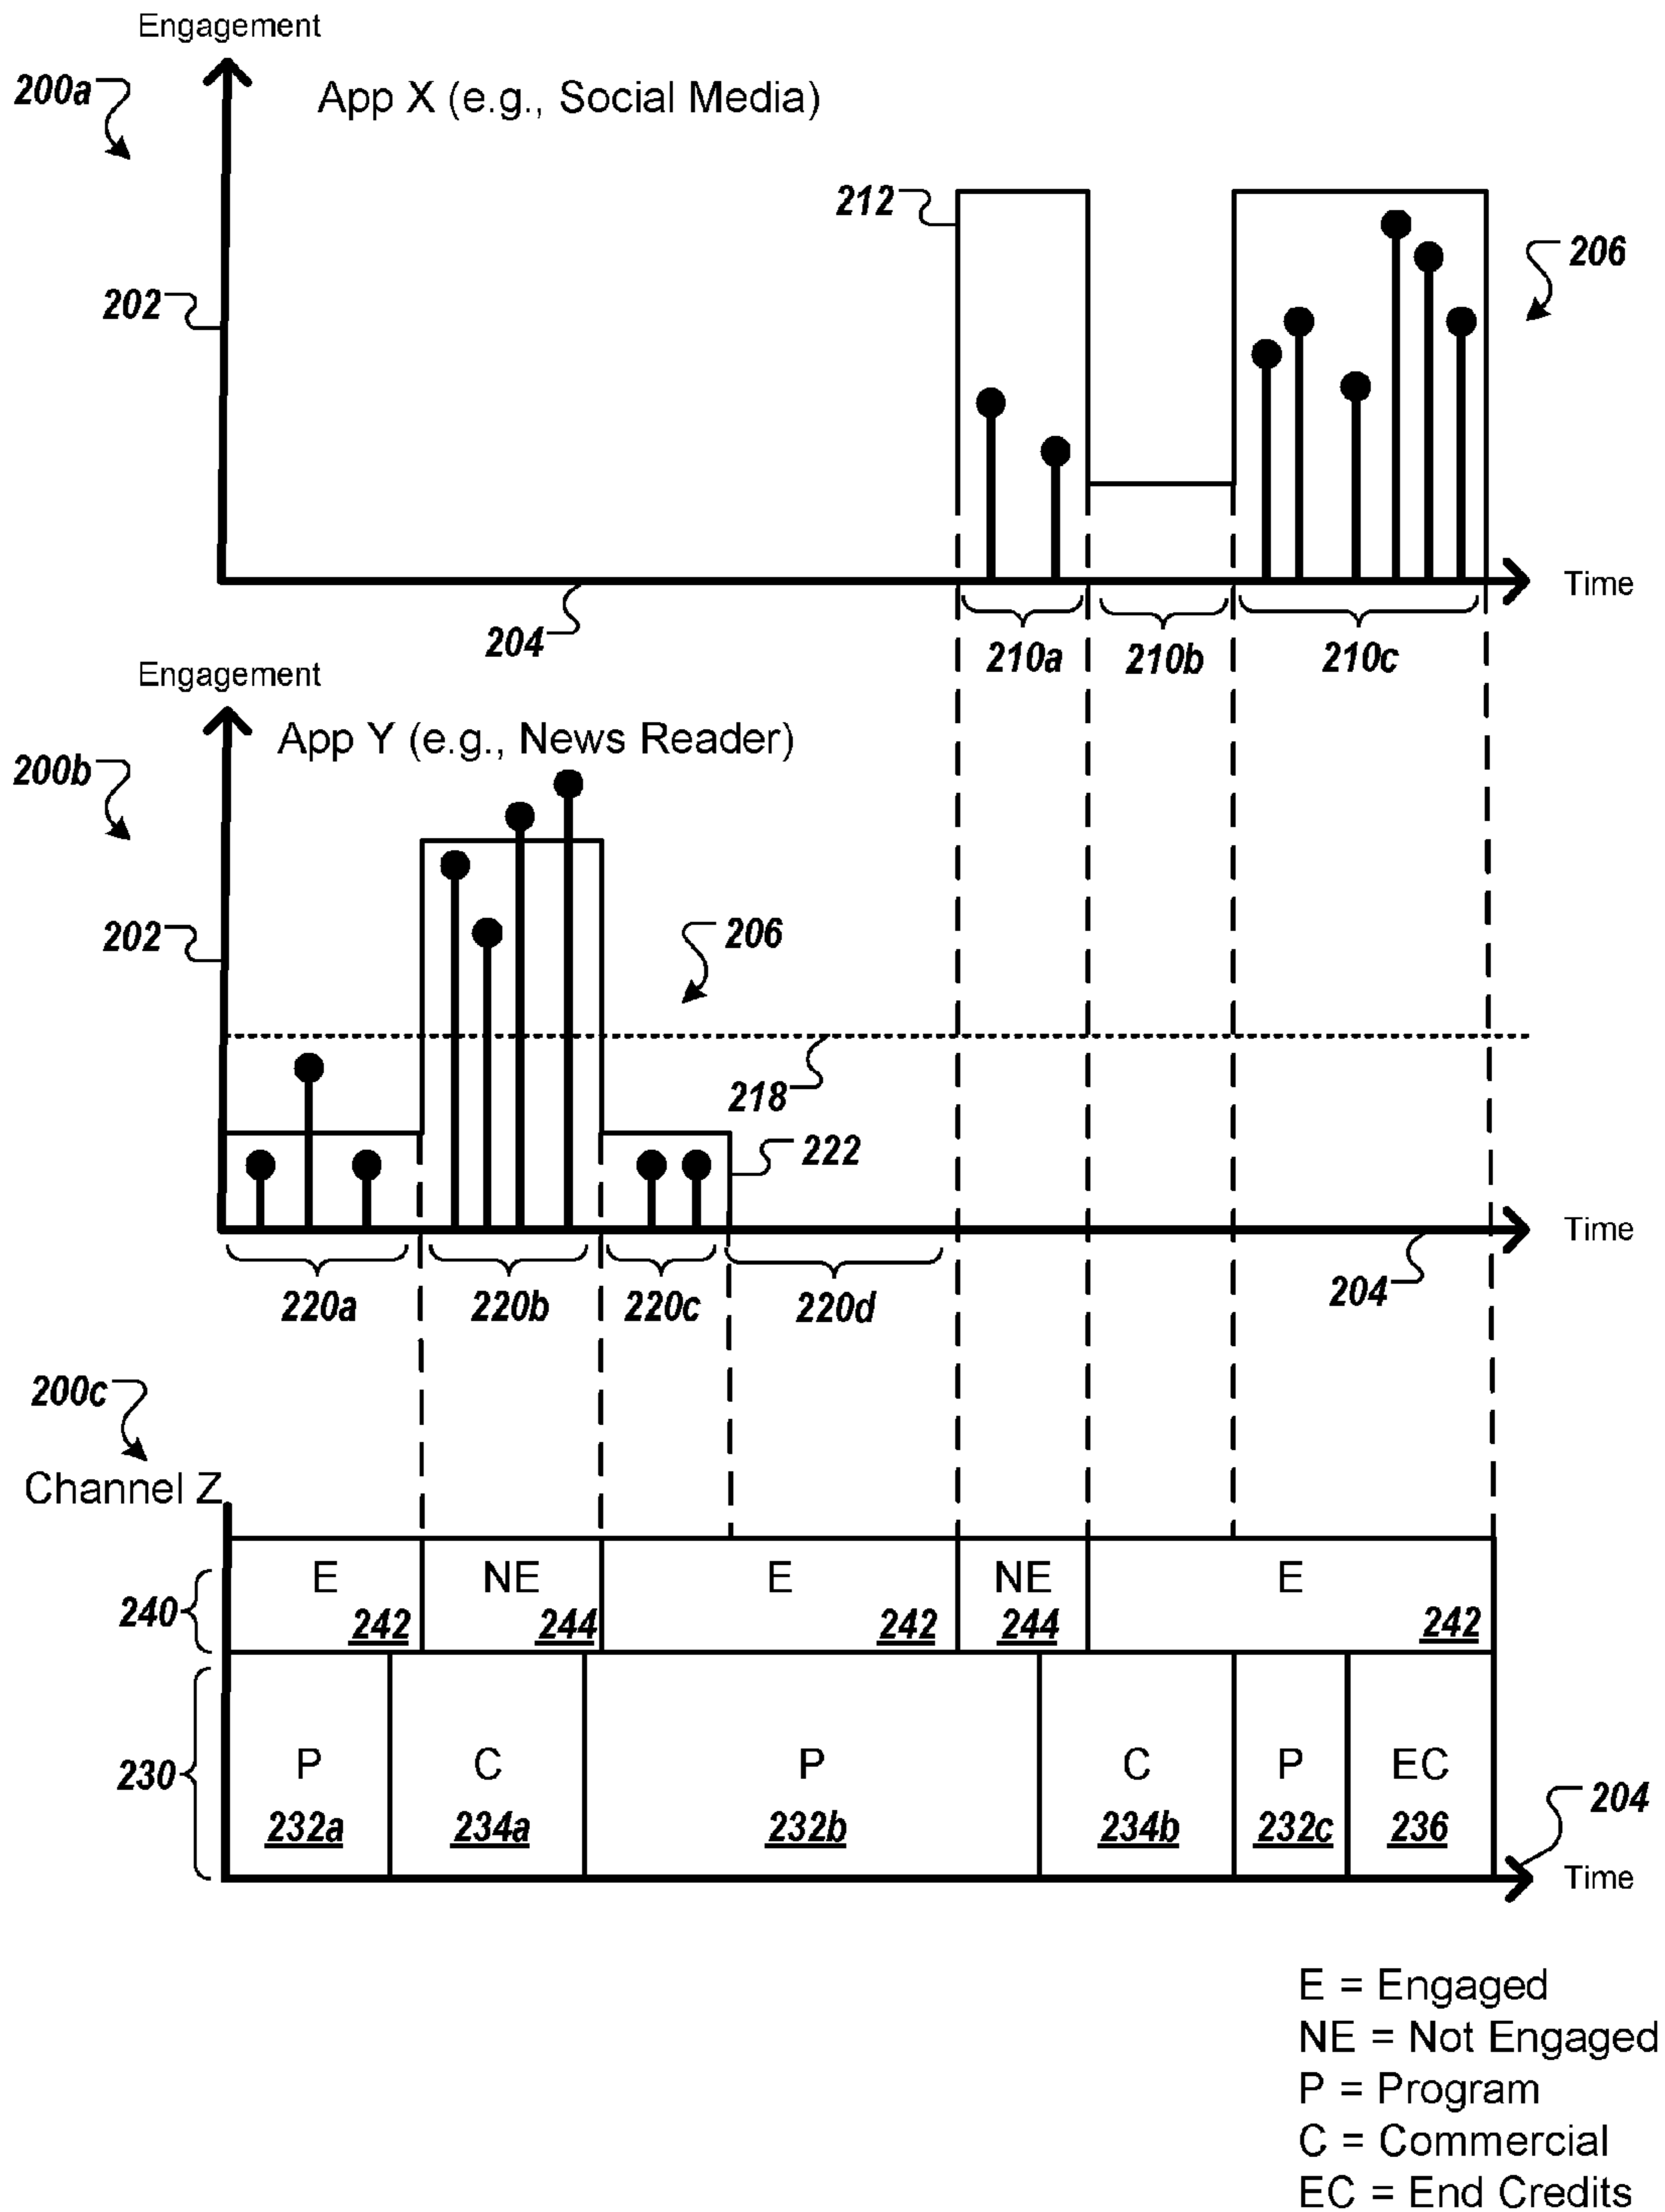 Engagement
200a
App X (e.g., Social Media)
212
206
202
Time
204
210a 210b 210c
Engagement
App Y (e.g., News Reader)
200b
202
206
218
222
Time
220a 220b 220c 220d
204
200c
Channel Z
E NE E NE E
240
242 244 242 244 242
230
P C P C P EC
232a 234a 232b 234b 232c 236
204
Time
E = Engaged
NE = Not Engaged
P = Program
C = Commercial
EC = End Credits